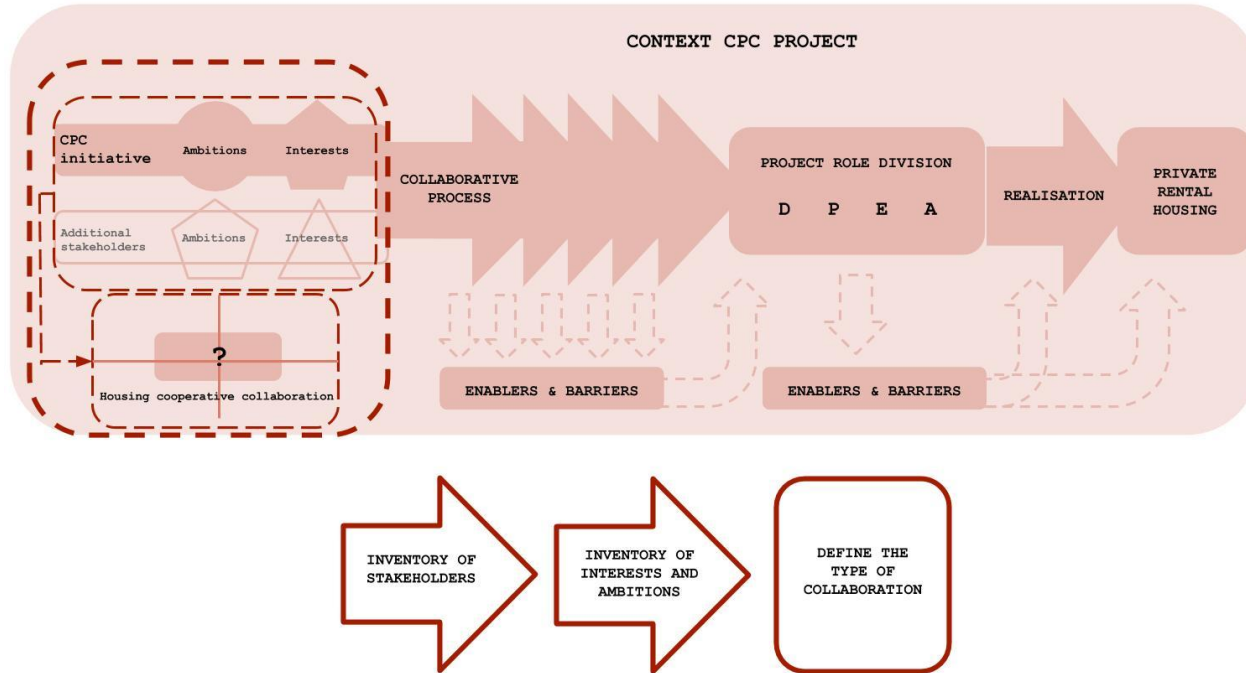 CONTEXT CPC PROJECT
CPC
initiative
Ambitions
Interests
Additional
stakeholders
Ambitions
Interests
?
Housing cooperative collaboration
COLLABORATIVE
PROCESS
PROJECT ROLE DIVISION
D P E A
REALISATION
PRIVATE
RENTAL
HOUSING
ENABLERS & BARRIERS
ENABLERS & BARRIERS
INVENTORY OF
STAKEHOLDERS
INVENTORY OF
INTERESTS AND
AMBITIONS
DEFINE THE
TYPE OF
COLLABORATION